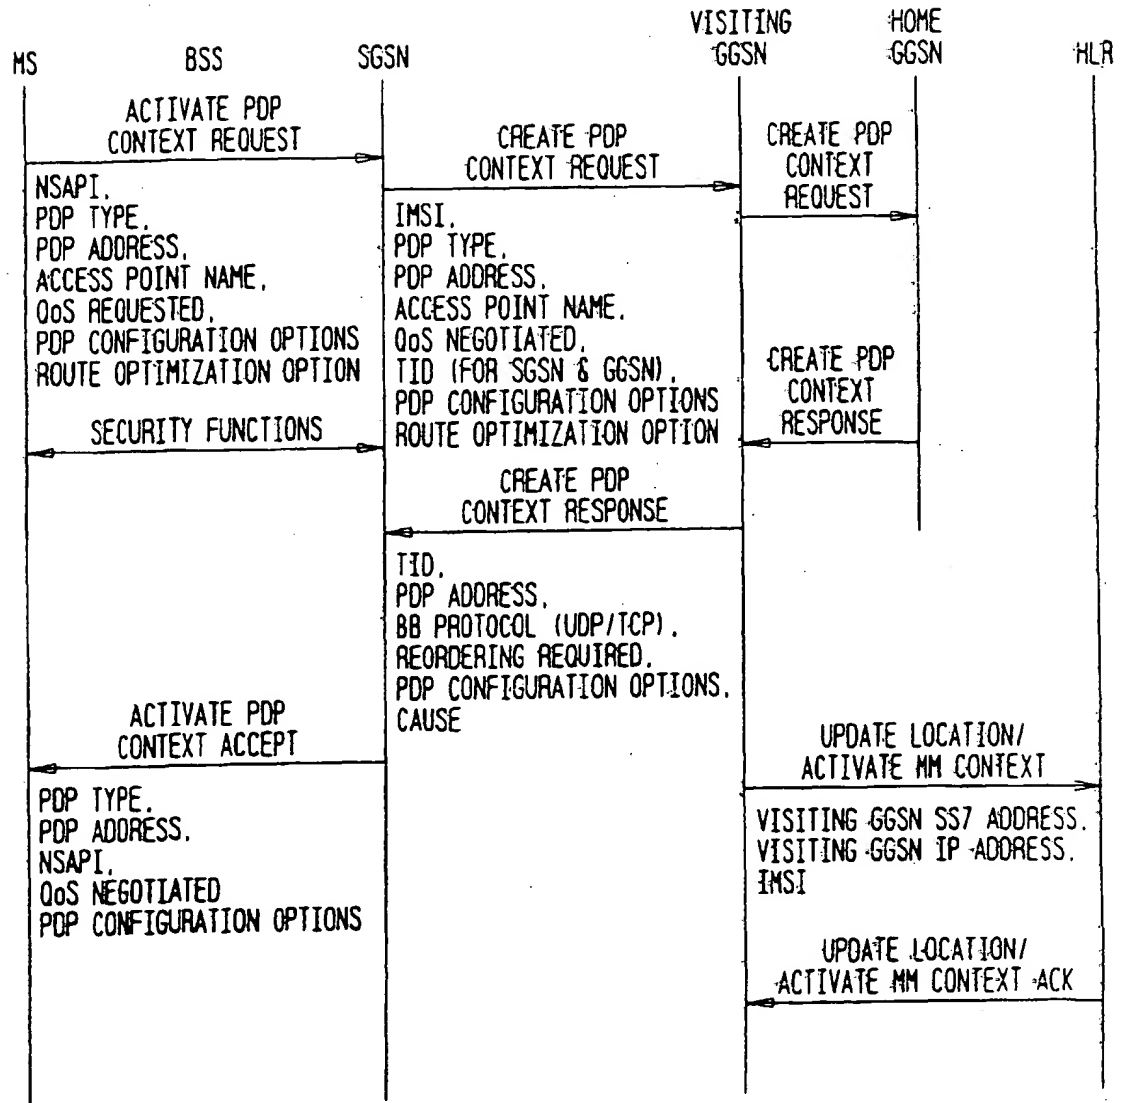 VISITING
GGSN
HOME
GGSN
MS
BSS
SGSN
HLR
ACTIVATE PDP
CONTEXT REQUEST
NSAPI,
PDP TYPE,
PDP ADDRESS,
ACCESS POINT NAME,
QoS REQUESTED,
PDP CONFIGURATION OPTIONS
ROUTE OPTIMIZATION OPTION
SECURITY FUNCTIONS
CREATE PDP
CONTEXT REQUEST
IMSI,
PDP TYPE,
PDP ADDRESS,
ACCESS POINT NAME,
QoS NEGOTIATED,
TID (FOR SGSN & GGSN),
PDP CONFIGURATION OPTIONS
ROUTE OPTIMIZATION OPTION
CREATE PDP
CONTEXT
REQUEST
CREATE PDP
CONTEXT
RESPONSE
CREATE PDP
CONTEXT RESPONSE
TID,
PDP ADDRESS,
BB PROTOCOL (UDP/TCP),
REORDERING REQUIRED,
PDP CONFIGURATION OPTIONS,
CAUSE
ACTIVATE PDP
CONTEXT ACCEPT
PDP TYPE,
PDP ADDRESS,
NSAPI,
QoS NEGOTIATED
PDP CONFIGURATION OPTIONS
UPDATE LOCATION/
ACTIVATE MM CONTEXT
VISITING GGSN SS7 ADDRESS,
VISITING GGSN IP ADDRESS,
IMSI
UPDATE LOCATION/
ACTIVATE MM CONTEXT ACK